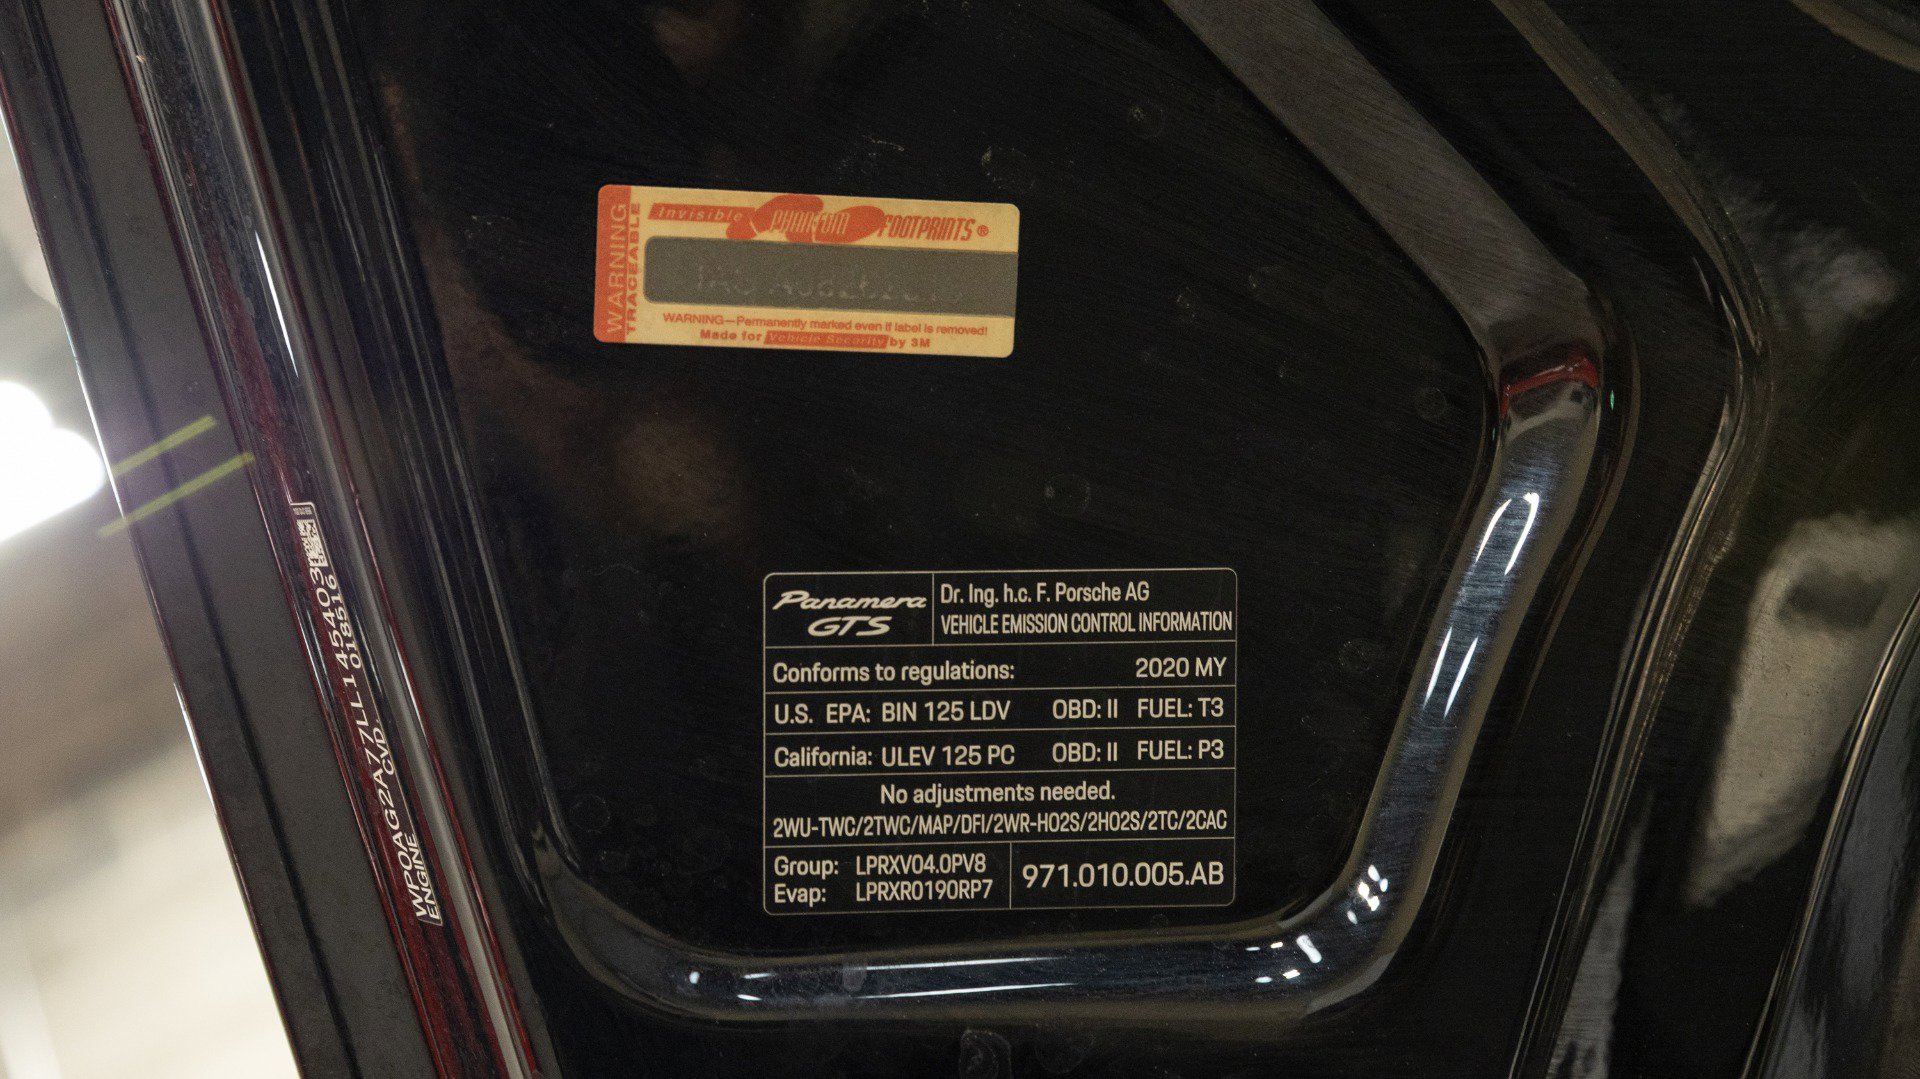 WARNING
TRACEABLE
Invisible PHANTOM FOOTPRINTS®
WARNING—Permanently marked even if label is removed!
Made for Vehicle Security by 3M
WP0AG2A77LL145403
ENGINE CVD. 018516
Panamera
GTS
Dr. Ing. h.c. F. Porsche AG
VEHICLE EMISSION CONTROL INFORMATION
Conforms to regulations: 2020 MY
U.S. EPA: BIN 125 LDV OBD: II FUEL: T3
California: ULEV 125 PC OBD: II FUEL: P3
No adjustments needed.
2WU-TWC/2TWC/MAP/DFI/2WR-HO2S/2HO2S/2TC/2CAC
Group: LPRXV04.0PV8
Evap: LPRXR0190RP7
971.010.005.AB